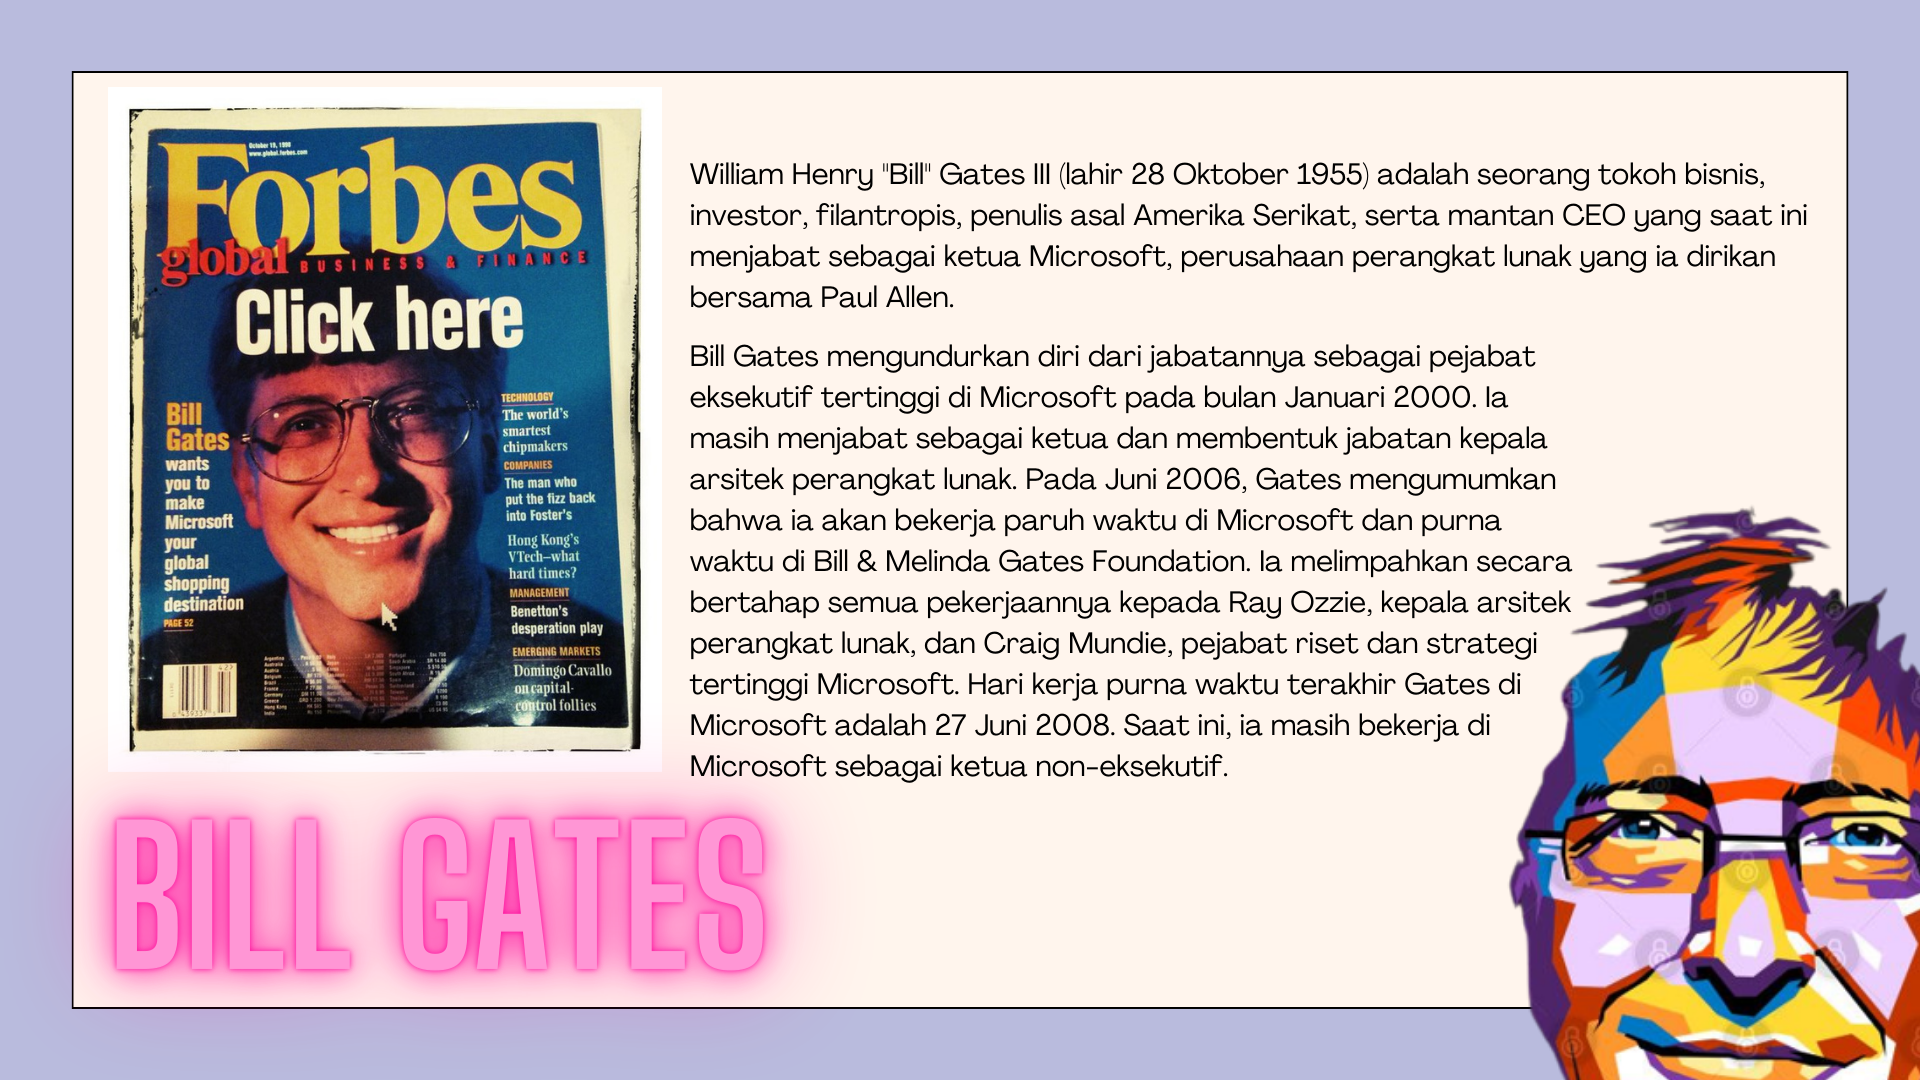 October 19, 1998
www.global.forbes.com
Forbes
global BUSINESS & FINANCE
Click here
Bill
Gates
wants
you to
make
Microsoft
your
global
shopping
destination
PAGE 52
TECHNOLOGY
The world's
smartest
chipmakers
COMPANIES
The man who
put the fizz back
into Foster's
Hong Kong's
VTech–what
hard times?
MANAGEMENT
Benetton's
desperation play
EMERGING MARKETS
Domingo Cavallo
on capital-
control follies
William Henry "Bill" Gates III (lahir 28 Oktober 1955) adalah seorang tokoh bisnis,
investor, filantropis, penulis asal Amerika Serikat, serta mantan CEO yang saat ini
menjabat sebagai ketua Microsoft, perusahaan perangkat lunak yang ia dirikan
bersama Paul Allen.
Bill Gates mengundurkan diri dari jabatannya sebagai pejabat
eksekutif tertinggi di Microsoft pada bulan Januari 2000. Ia
masih menjabat sebagai ketua dan membentuk jabatan kepala
arsitek perangkat lunak. Pada Juni 2006, Gates mengumumkan
bahwa ia akan bekerja paruh waktu di Microsoft dan purna
waktu di Bill & Melinda Gates Foundation. Ia melimpahkan secara
bertahap semua pekerjaannya kepada Ray Ozzie, kepala arsitek
perangkat lunak, dan Craig Mundie, pejabat riset dan strategi
tertinggi Microsoft. Hari kerja purna waktu terakhir Gates di
Microsoft adalah 27 Juni 2008. Saat ini, ia masih bekerja di
Microsoft sebagai ketua non-eksekutif.
BILL GATES